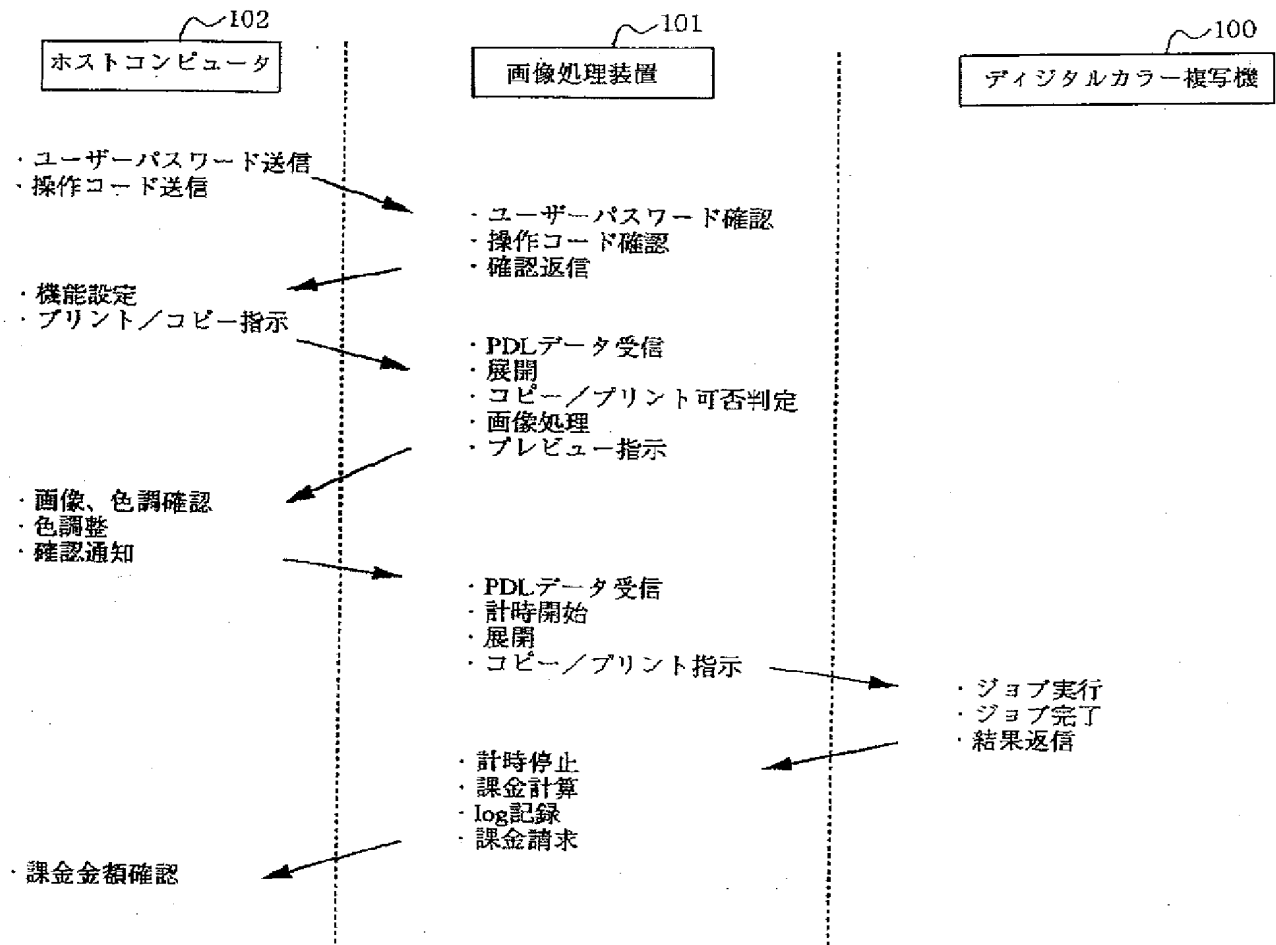 102
ホストコンピュータ
101
画像処理装置
100
ディジタルカラー複写機
・ユーザーパスワード送信
・操作コード送信
・ユーザーパスワード確認
・操作コード確認
・確認返信
・機能設定
・プリント／コピー指示
・PDLデータ受信
・展開
・コピー／プリント可否判定
・画像処理
・プレビュー指示
・画像、色調確認
・色調整
・確認通知
・PDLデータ受信
・計時開始
・展開
・コピー／プリント指示
・ジョブ実行
・ジョブ完了
・結果返信
・計時停止
・課金計算
・log記録
・課金請求
・課金金額確認